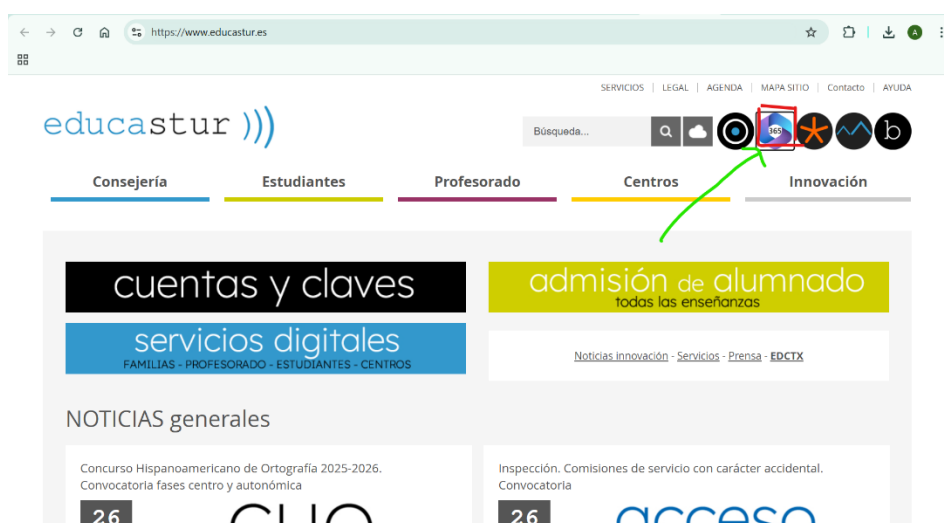 https://www.educastur.es
A
SERVICIOS | LEGAL | AGENDA | MAPA SITIO | Contacto | AYUDA
educastur )))
Búsqueda...
365
b
Consejería Estudiantes Profesorado Centros Innovación
cuentas y claves
admisión de alumnado
todas las enseñanzas
servicios digitales
FAMILIAS - PROFESORADO - ESTUDIANTES - CENTROS
Noticias innovación - Servicios - Prensa - EDCTX
NOTICIAS generales
Concurso Hispanoamericano de Ortografía 2025-2026.
Convocatoria fases centro y autonómica
26
Inspección. Comisiones de servicio con carácter accidental.
Convocatoria
26
acceso